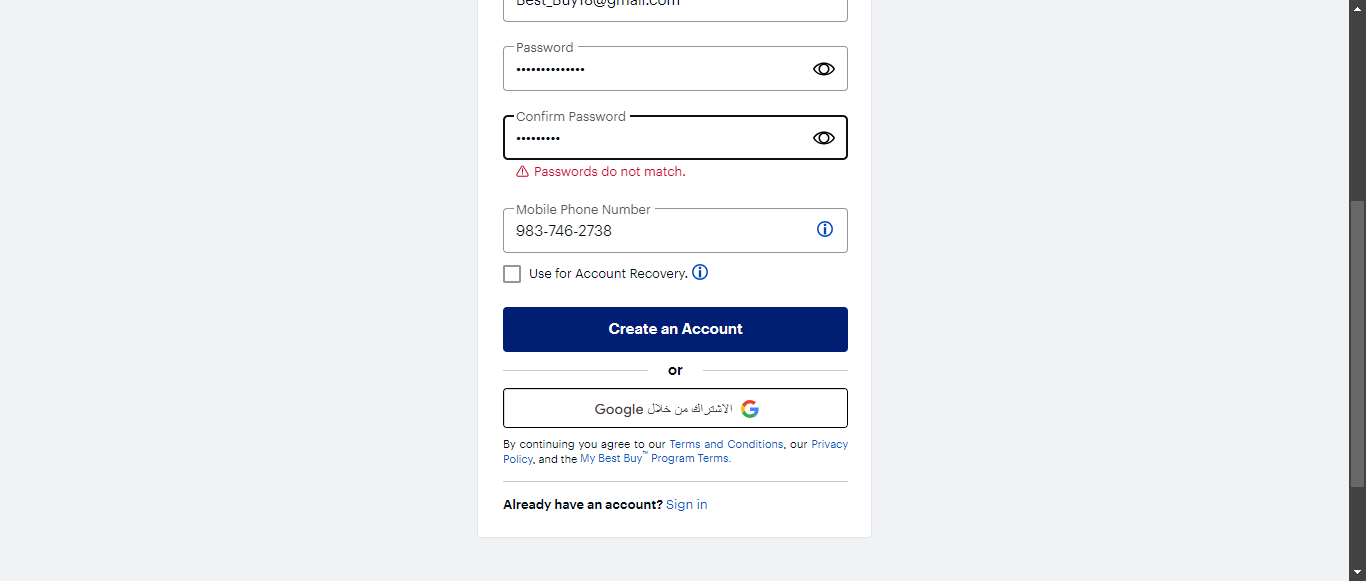 Best_Buy18@gmail.com
Password
••••••••••••••
Confirm Password
•••••••••
Passwords do not match.
Mobile Phone Number
983-746-2738
Use for Account Recovery.
Create an Account
or
الاشتراك من خلال Google
By continuing you agree to our Terms and Conditions, our Privacy
Policy, and the My Best Buy™ Program Terms.
Already have an account? Sign in